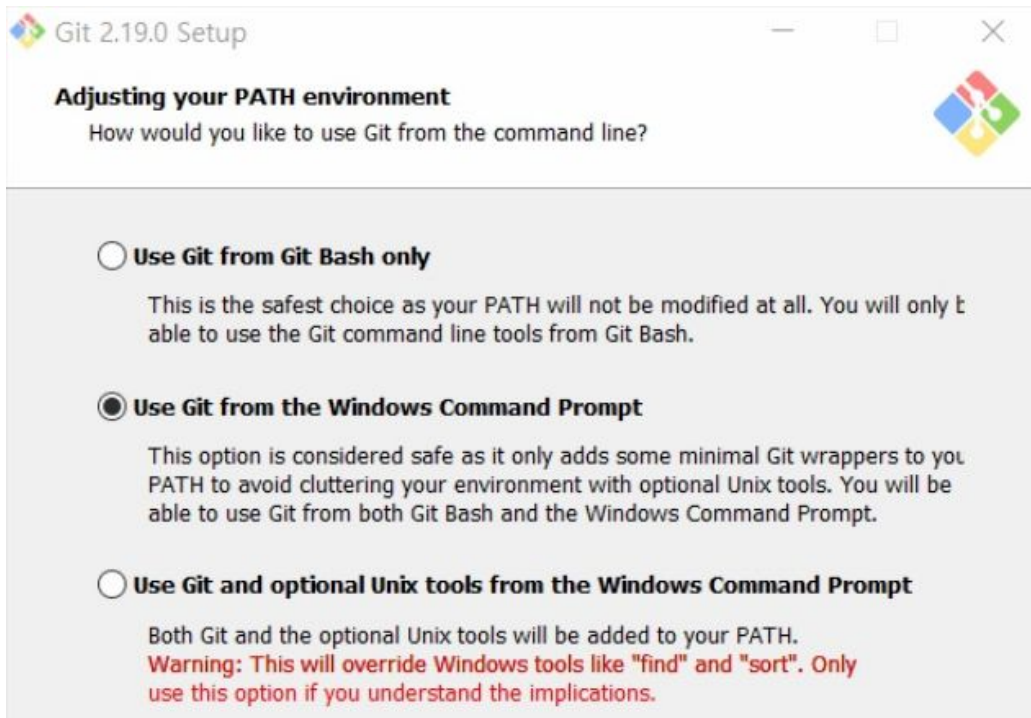 Git 2.19.0 Setup
Adjusting your PATH environment
How would you like to use Git from the command line?
Use Git from Git Bash only
This is the safest choice as your PATH will not be modified at all. You will only
able to use the Git command line tools from Git Bash.
Use Git from the Windows Command Prompt
This option is considered safe as it only adds some minimal Git wrappers to
PATH to avoid cluttering your environment with optional Unix tools. You will be
able to use Git from both Git Bash and the Windows Command Prompt.
Use Git and optional Unix tools from the Windows Command Prompt
Both Git and the optional Unix tools will be added to your PATH.
Warning: This will override Windows tools like "find" and "sort". Only
use this option if you understand the implications.